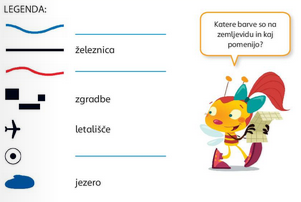 LEGENDA:
železnica
zgradbe
letališče
jezero
Katere barve so na
zemljevidu in kaj
pomenijo?